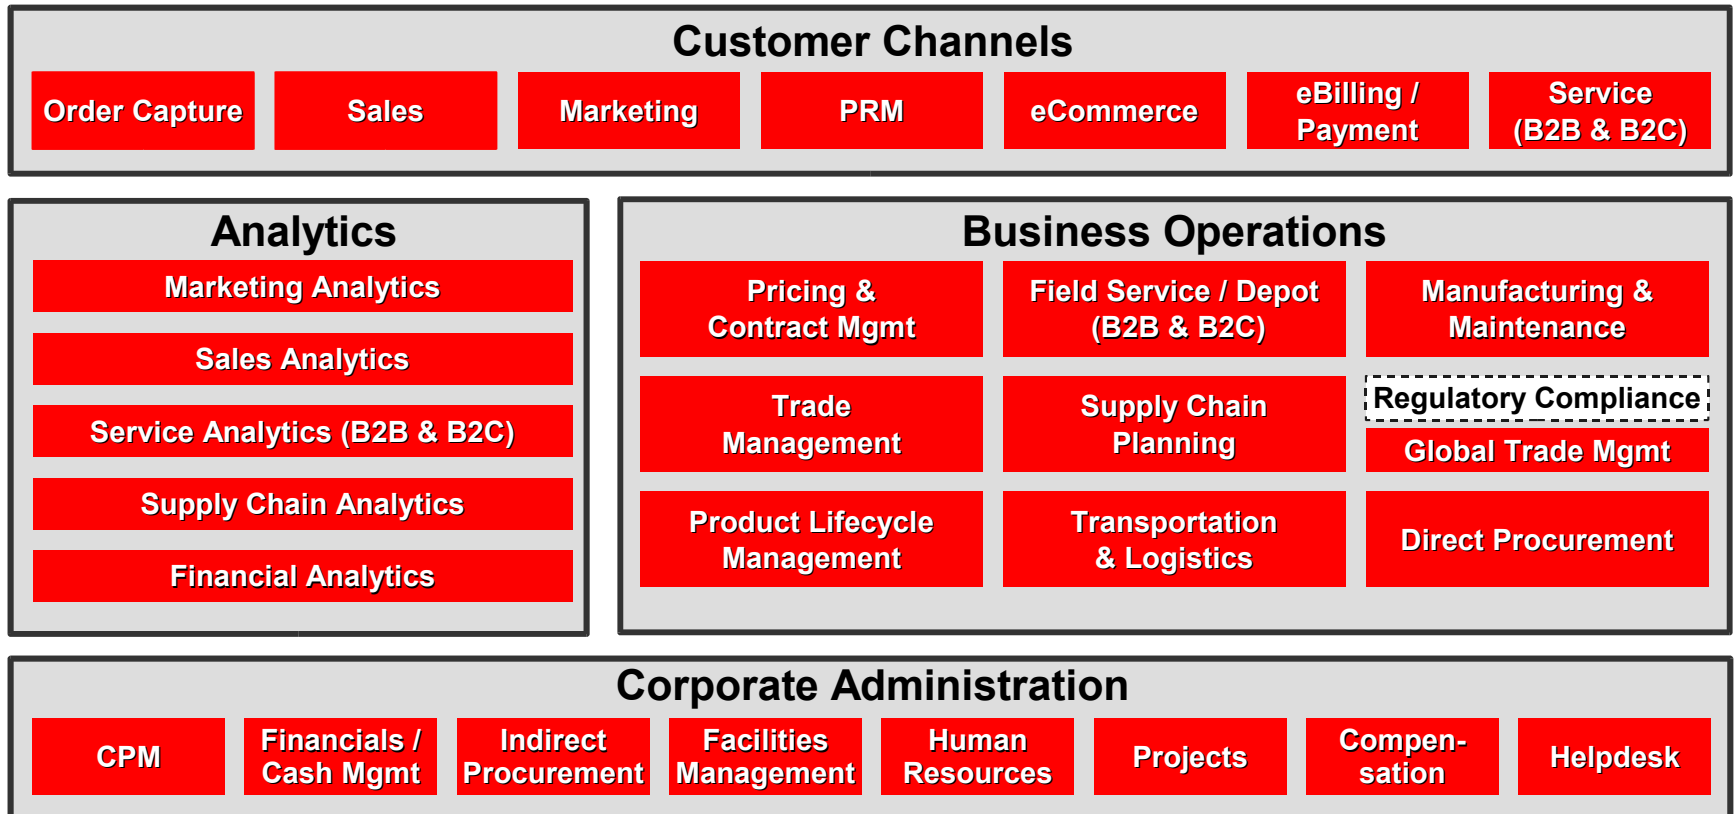 Customer Channels
Order Capture
Sales
Marketing
PRM
eCommerce
eBilling /
Payment
Service
(B2B & B2C)
Analytics
Marketing Analytics
Sales Analytics
Service Analytics (B2B & B2C)
Supply Chain Analytics
Financial Analytics
Business Operations
Pricing &
Contract Mgmt
Field Service / Depot
(B2B & B2C)
Manufacturing &
Maintenance
Trade
Management
Supply Chain
Planning
Regulatory Compliance
Global Trade Mgmt
Product Lifecycle
Management
Transportation
& Logistics
Direct Procurement
Corporate Administration
CPM
Financials /
Cash Mgmt
Indirect
Procurement
Facilities
Management
Human
Resources
Projects
Compen-
sation
Helpdesk